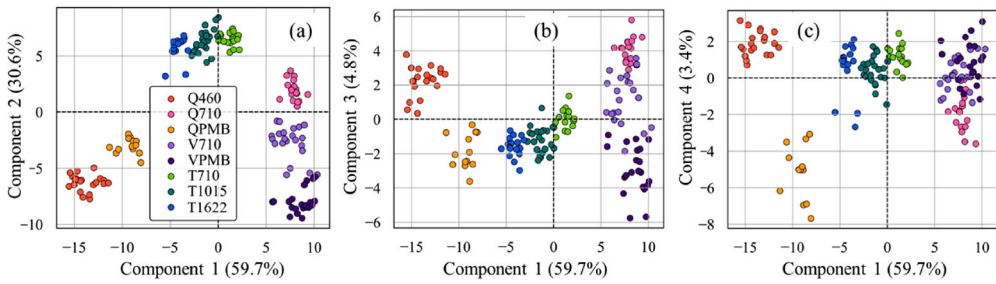 (a)
Component 2 (30.6%)
5
0
−5
−10
Q460
Q710
QPMB
V710
VPMB
T710
T1015
T1622
−15 −10 −5 0 5 10
Component 1 (59.7%)
(b)
Component 3 (4.8%)
6
4
2
0
−2
−4
−6
−15 −10 −5 0 5 10
Component 1 (59.7%)
(c)
Component 4 (3.4%)
4
2
0
−2
−4
−6
−8
−15 −10 −5 0 5 10
Component 1 (59.7%)